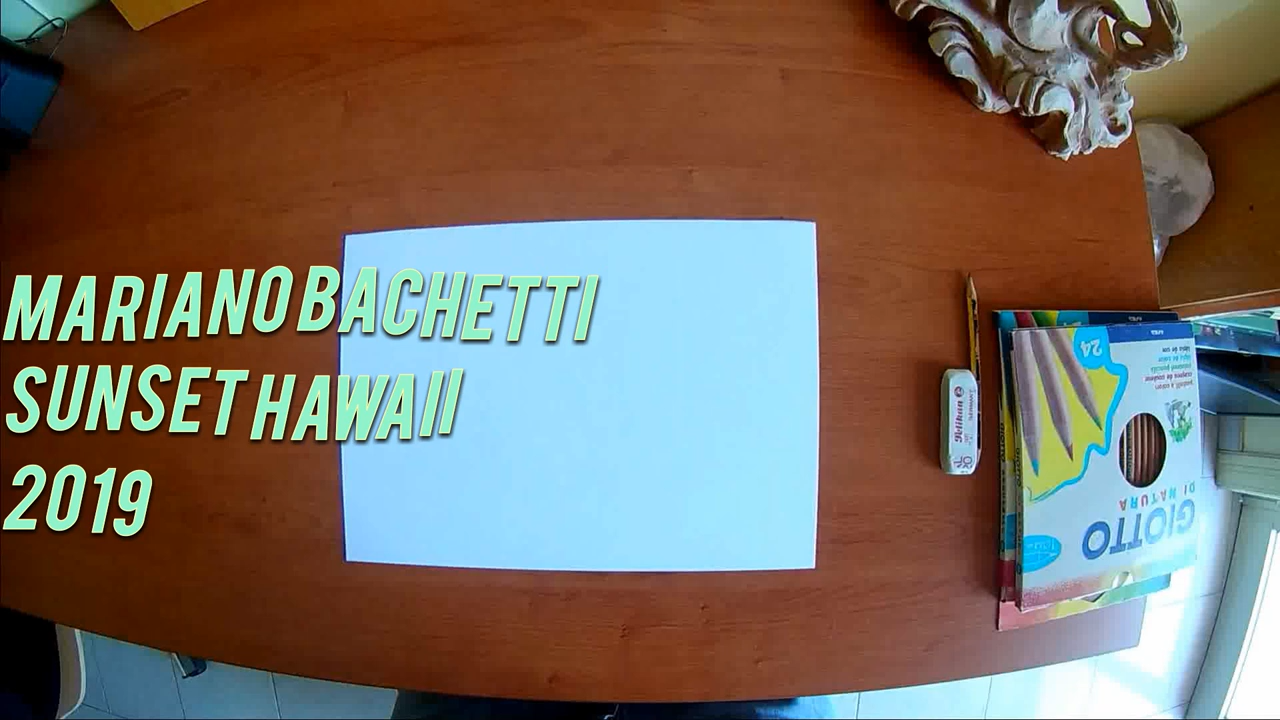 MARIANO BACHETTI
SUNSET HAWAII
2019
Pelikan
24
GIOTTO
DI NATURA